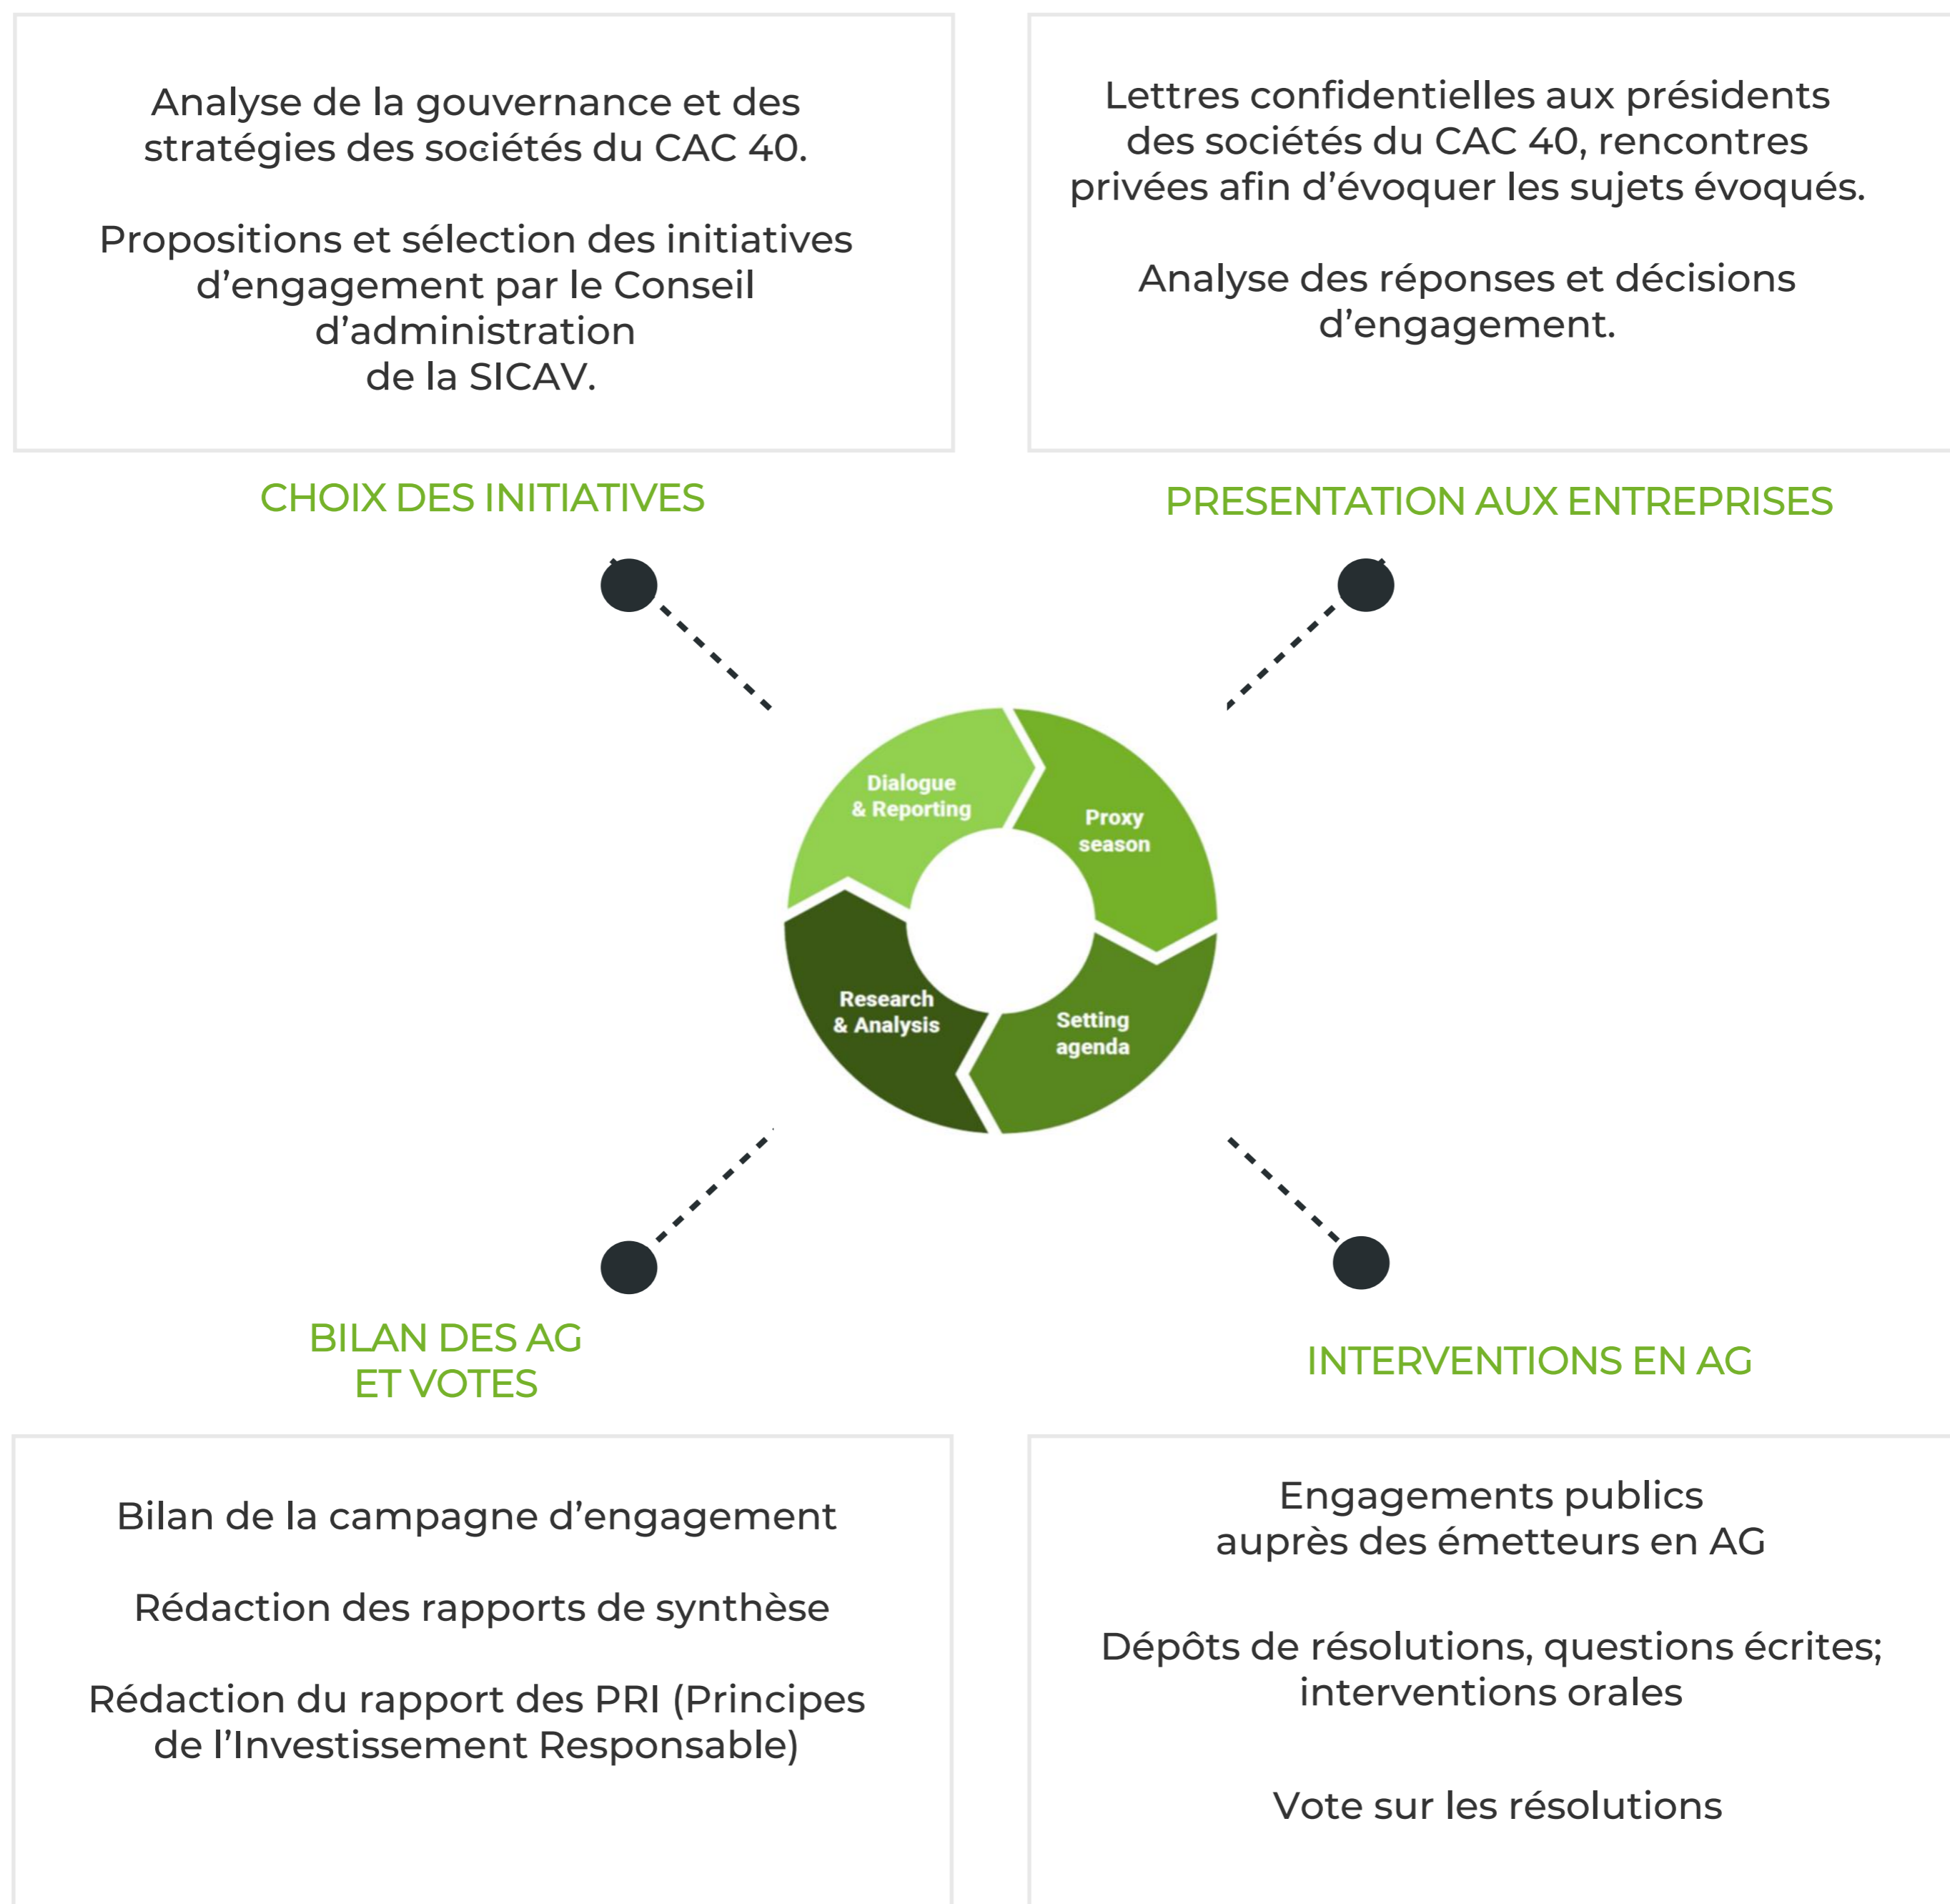 Analyse de la gouvernance et des
stratégies des sociétés du CAC 40.
Propositions et sélection des initiatives
d’engagement par le Conseil
d’administration
de la SICAV.
Lettres confidentielles aux présidents
des sociétés du CAC 40, rencontres
privées afin d’évoquer les sujets évoqués.
Analyse des réponses et décisions
d’engagement.
CHOIX DES INITIATIVES
PRESENTATION AUX ENTREPRISES
Dialogue
& Reporting
Proxy
season
Research
& Analysis
Setting
agenda
BILAN DES AG
ET VOTES
INTERVENTIONS EN AG
Bilan de la campagne d’engagement
Rédaction des rapports de synthèse
Rédaction du rapport des PRI (Principes
de l’Investissement Responsable)
Engagements publics
auprès des émetteurs en AG
Dépôts de résolutions, questions écrites;
interventions orales
Vote sur les résolutions